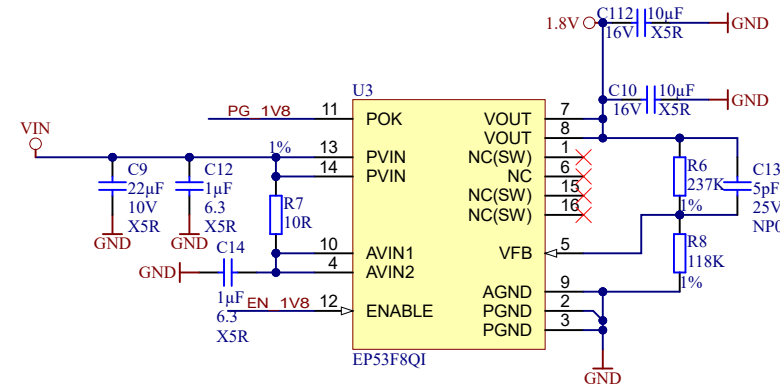 C112 10µF
1.8V GND
16V X5R
U3
C10 10µF
GND
16V X5R
PG_1V8 11 POK VOUT 7
VOUT 8
VIN
1% 13 PVIN NC(SW) 1
14 PVIN NC 6
C9 C12 NC(SW) 15
22µF 1µF NC(SW) 16
10V 6.3
X5R X5R
GND GND
R7
10R
R6
237K
1%
C13
5pF
25V
NP0
C14 10 AVIN1 VFB 5
GND 4 AVIN2
R8
118K
1%
1µF
6.3
X5R
EN_1V8 12 ENABLE
AGND 9
PGND 2
PGND 3
EP53F8QI
GND